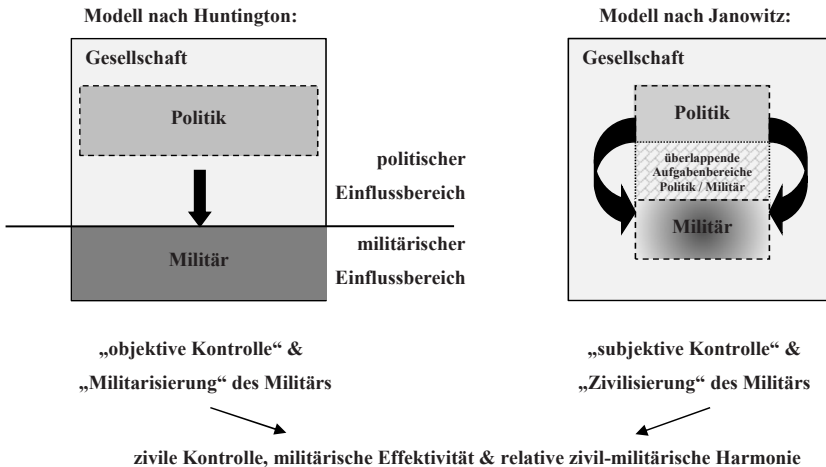 Modell nach Huntington:
Gesellschaft
Politik
politischer
Einflussbereich
militärischer
Einflussbereich
Militär
„objektive Kontrolle“ &
„Militarisierung“ des Militärs
Modell nach Janowitz:
Gesellschaft
Politik
überlappende
Aufgabenbereiche
Politik / Militär
Militär
„subjektive Kontrolle“ &
„Zivilisierung“ des Militärs
zivile Kontrolle, militärische Effektivität & relative zivil-militärische Harmonie